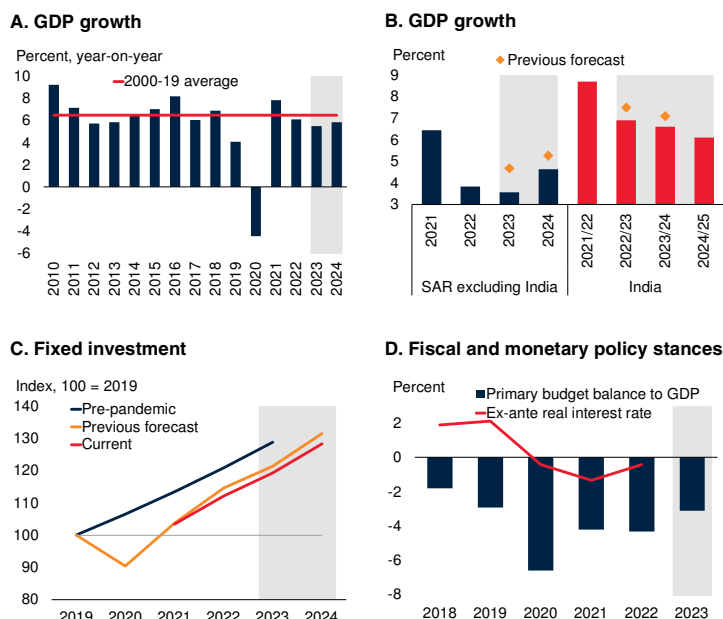 A. GDP growth
Percent, year-on-year
2000-19 average
10
8
6
4
2
0
-2
-4
-6
2010
2011
2012
2013
2014
2015
2016
2017
2018
2019
2020
2021
2022
2023
2024
B. GDP growth
Percent
Previous forecast
9
8
7
6
5
4
3
2021
2022
2023
2024
2021/22
2022/23
2023/24
2024/25
SAR excluding India
India
C. Fixed investment
Index, 100 = 2019
Pre-pandemic
Previous forecast
Current
140
130
120
110
100
90
80
2019 2020 2021 2022 2023 2024
D. Fiscal and monetary policy stances
Percent
Primary budget balance to GDP
Ex-ante real interest rate
2
0
-2
-4
-6
-8
2018 2019 2020 2021 2022 2023